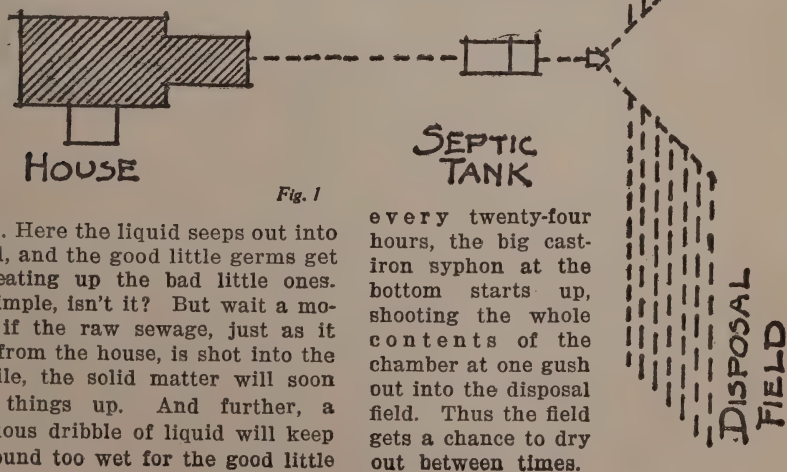 HOUSE
SEPTIC
TANK
DISPOSAL
FIELD
Fig. 1
. Here the liquid seeps out into
, and the good little germs get
eating up the bad little ones.
imple, isn't it? But wait a mo-
if the raw sewage, just as it
from the house, is shot into the
ile, the solid matter will soon
things up. And further, a
ous dribble of liquid will keep
ound too wet for the good little
every twenty-four
hours, the big cast-
iron syphon at the
bottom starts up,
shooting the whole
contents of the
chamber at one gush
out into the disposal
field. Thus the field
gets a chance to dry
out between times.